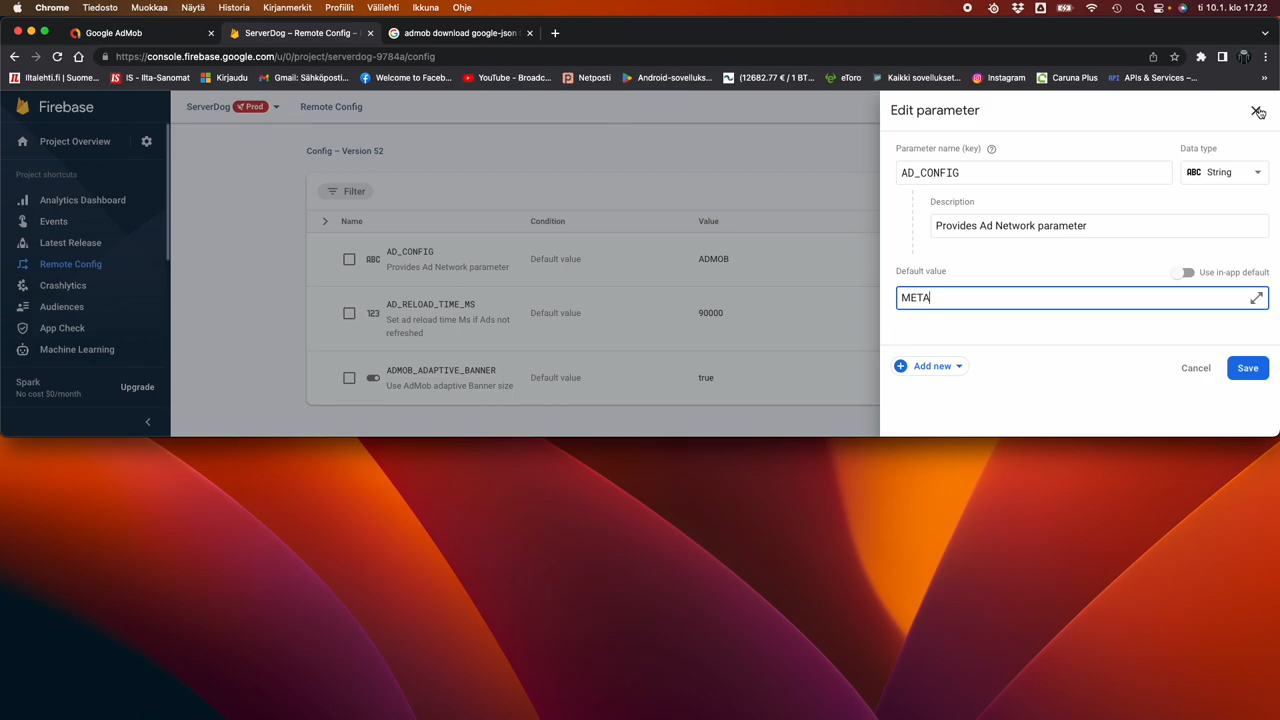 Chrome Tiedosto Muokkaa Näytä Historia Kirjanmerkit Profiilit Välilehti Ikkuna Ohje ti 10.1. klo 17.22
Google AdMob × ServerDog – Remote Config – × admob download google-json ×
https://console.firebase.google.com/u/0/project/serverdog-9784a/config
Iltalehti.fi | Suome... IS - Ilta-Sanomat Kirjaudu Gmail: Sähköposti... Welcome to Faceb... YouTube - Broadc... Netposti Android-sovelluks... (12682.77 € / 1 BT... eToro Kaikki sovellukset... Instagram Caruna Plus APIs & Services –... »
Firebase
ServerDog Prod Remote Config
Project Overview
Project shortcuts
Analytics Dashboard
Events
Latest Release
Remote Config
Crashlytics
Audiences
App Check
Machine Learning
Spark
No cost $0/month
Upgrade
Config – Version 52
Filter
Name Condition Value
ABC AD_CONFIG Default value ADMOB
Provides Ad Network parameter
123 AD_RELOAD_TIME_MS Default value 90000
Set ad reload time Ms if Ads not
refreshed
ADMOB_ADAPTIVE_BANNER Default value true
Use AdMob adaptive Banner size
Edit parameter
Parameter name (key) ? Data type
AD_CONFIG ABC String
Description
Provides Ad Network parameter
Default value Use in-app default
META
Add new Cancel Save